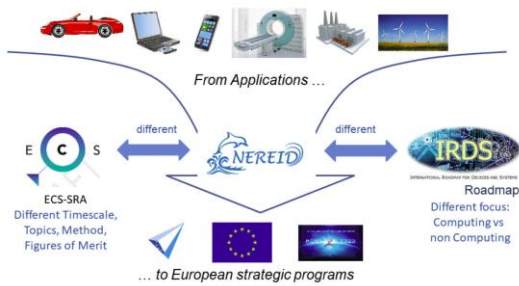 From Applications ...
different
different
E C S
NEREID
IRDS
INTERNATIONAL ROADMAP FOR DEVICES AND SYSTEMS
ECS-SRA
Different Timescale,
Topics, Method,
Figures of Merit
Roadmap
Different focus:
Computing vs
non Computing
... to European strategic programs